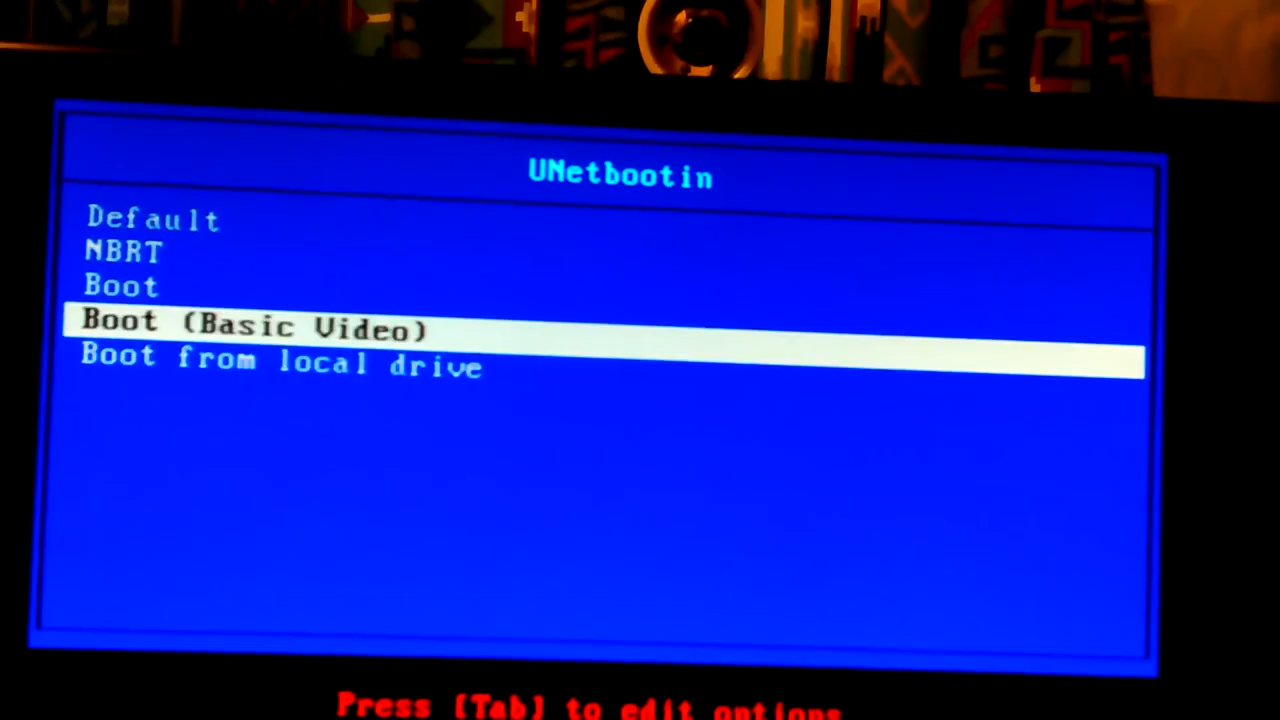 UNetbootin
Default
NBRT
Boot
Boot (Basic Video)
Boot from local drive
Press [Tab] to edit options